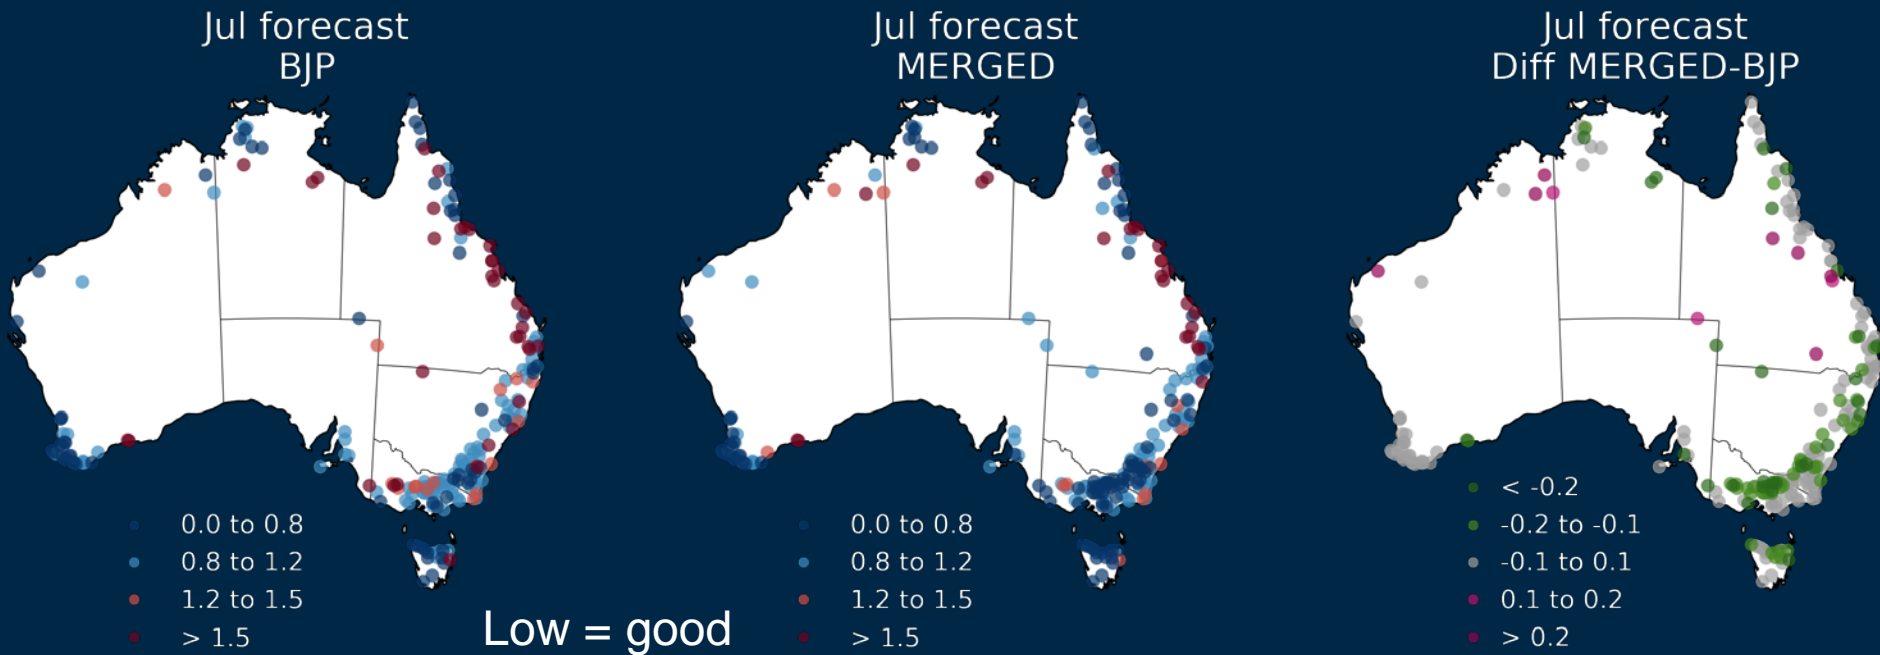 Jul forecast
BJP
Jul forecast
MERGED
Jul forecast
Diff MERGED-BJP
0.0 to 0.8
0.8 to 1.2
1.2 to 1.5
> 1.5
Low = good
0.0 to 0.8
0.8 to 1.2
1.2 to 1.5
> 1.5
< -0.2
-0.2 to -0.1
-0.1 to 0.1
0.1 to 0.2
> 0.2